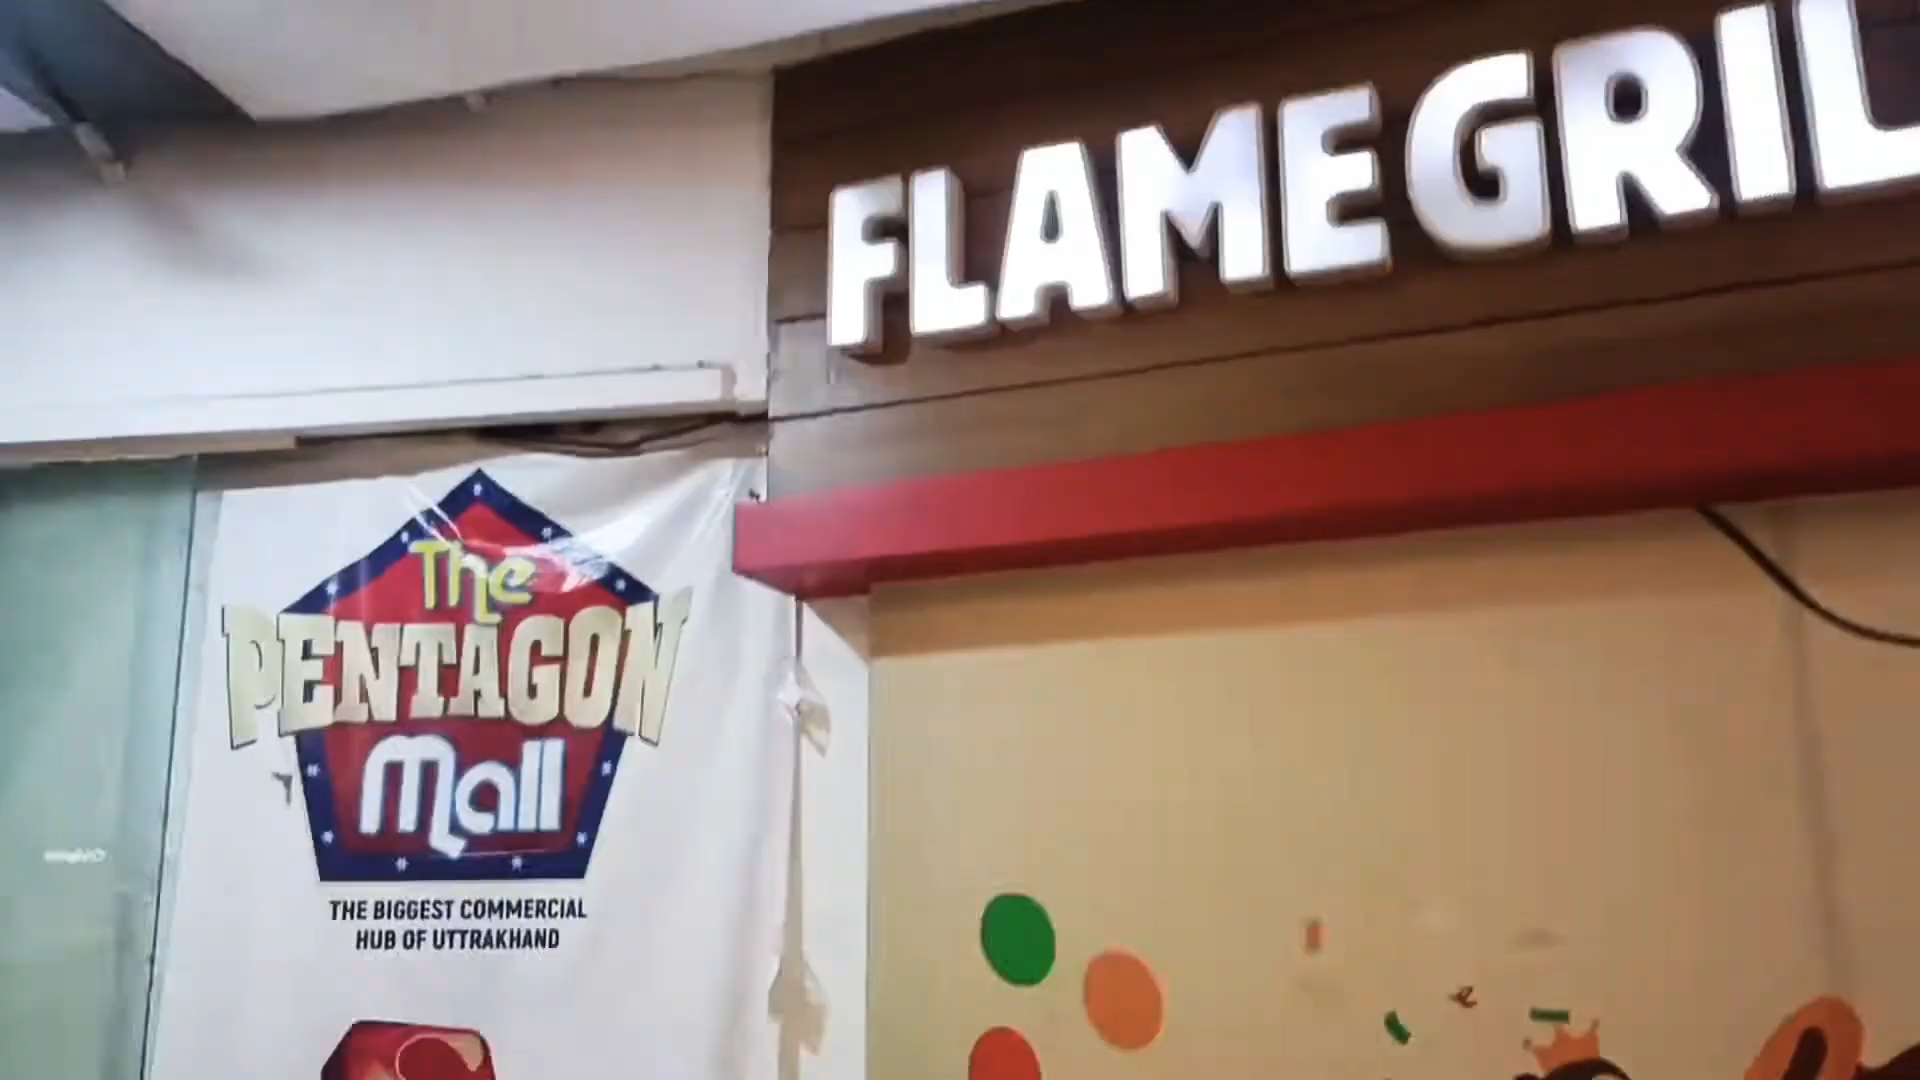 FLAME GRIL
The
PENTAGON
Mall
THE BIGGEST COMMERCIAL
HUB OF UTTRAKHAND